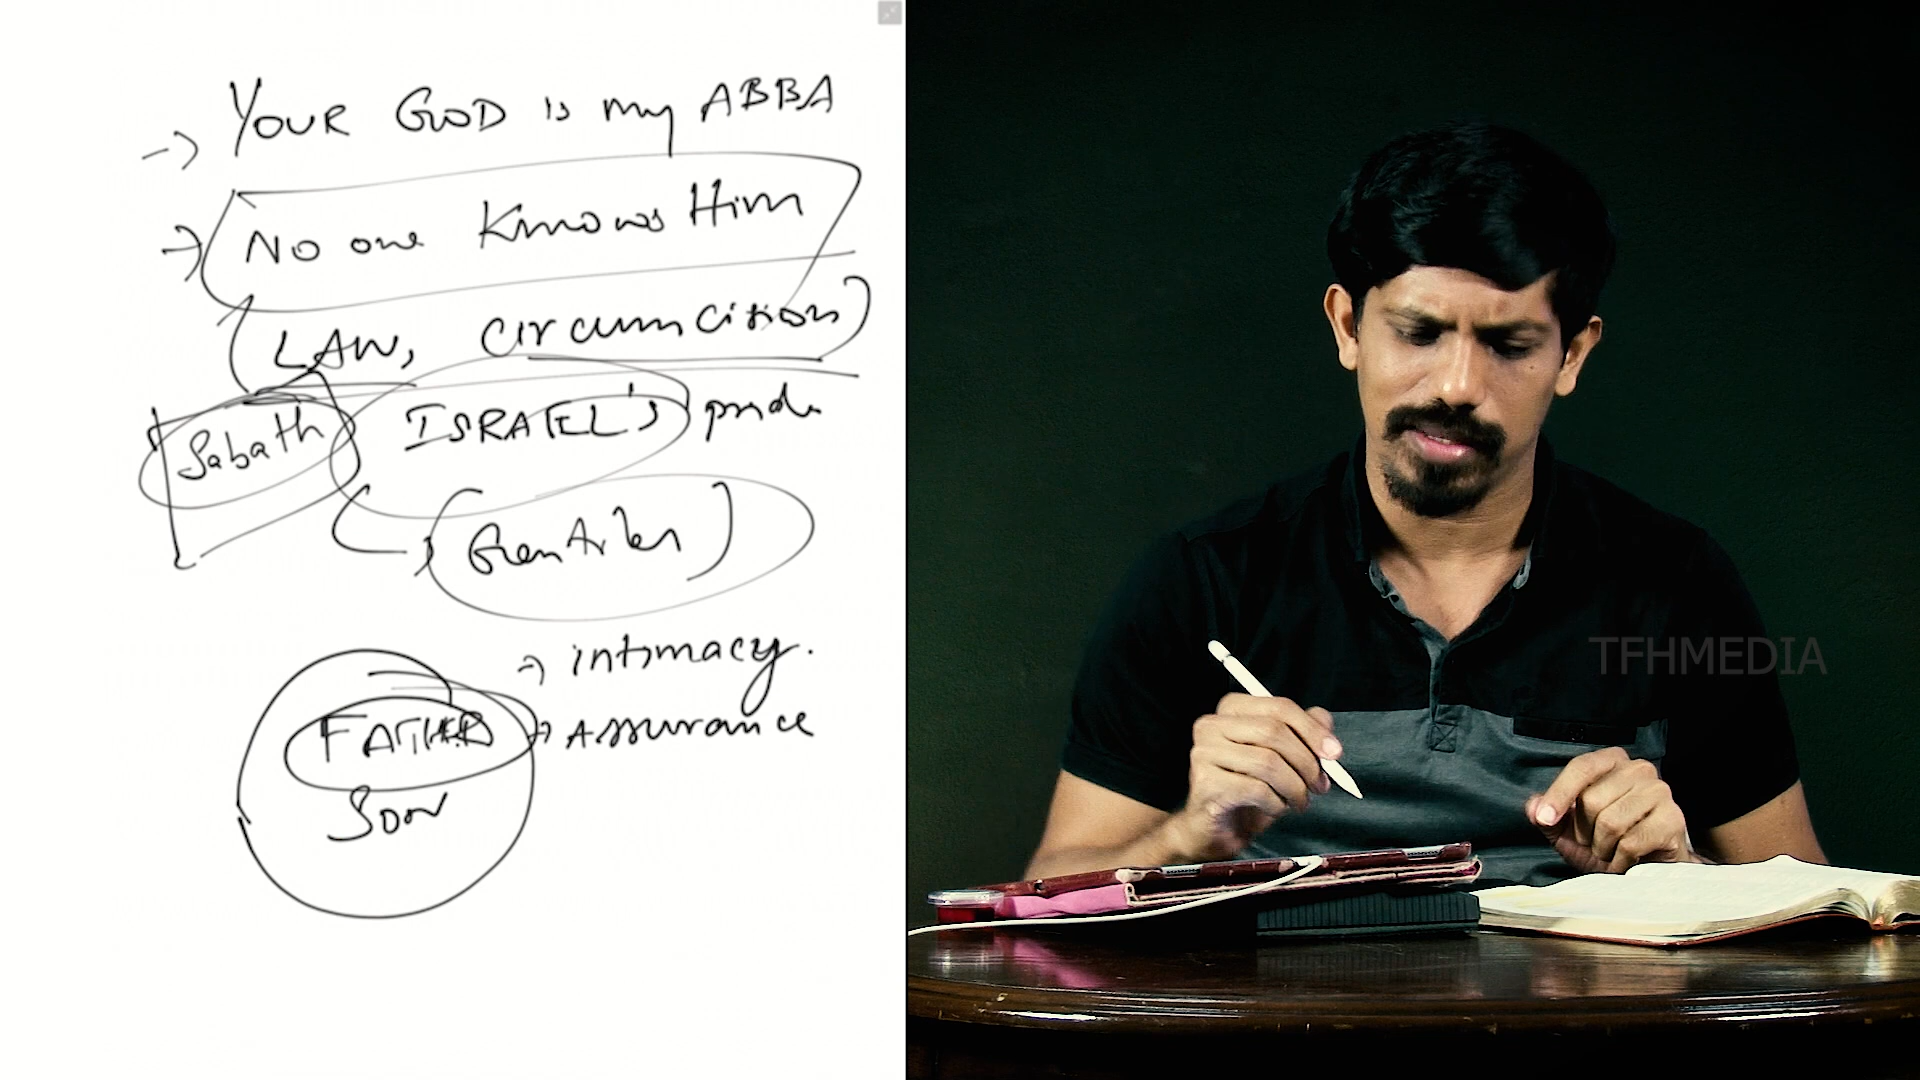 → YOUR GOD is my ABBA
→ No one Knows Him
(LAW, Circumcition)
Sabath ISRAEL'S pride
(Gentiles)
→ intimacy.
FATHER → Assurance
SON
TFHMEDIA